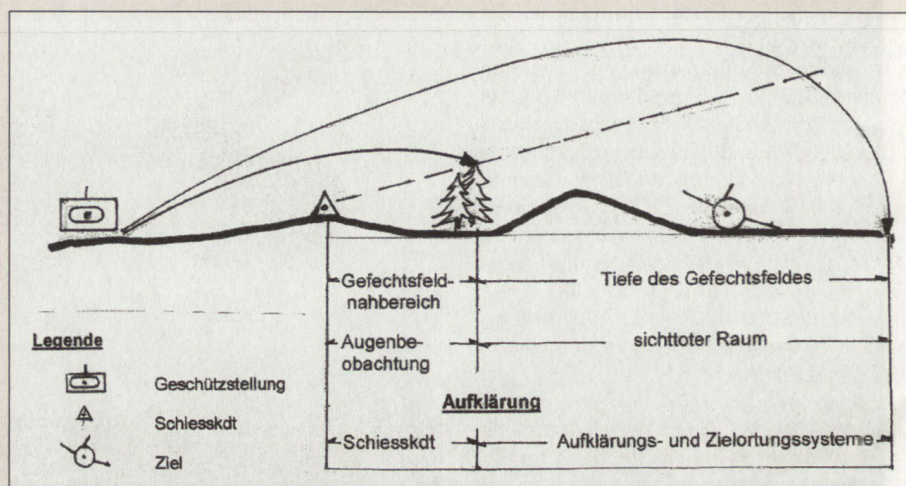 Gefechtsfeld-
nahbereich
Tiefe des Gefechtsfeldes
Augenbe-
obachtung
sichttoter Raum
Aufklärung
Schiesskdt
Aufklärungs- und Zielortungssysteme
Legende
Geschützstellung
Schiesskdt
Ziel